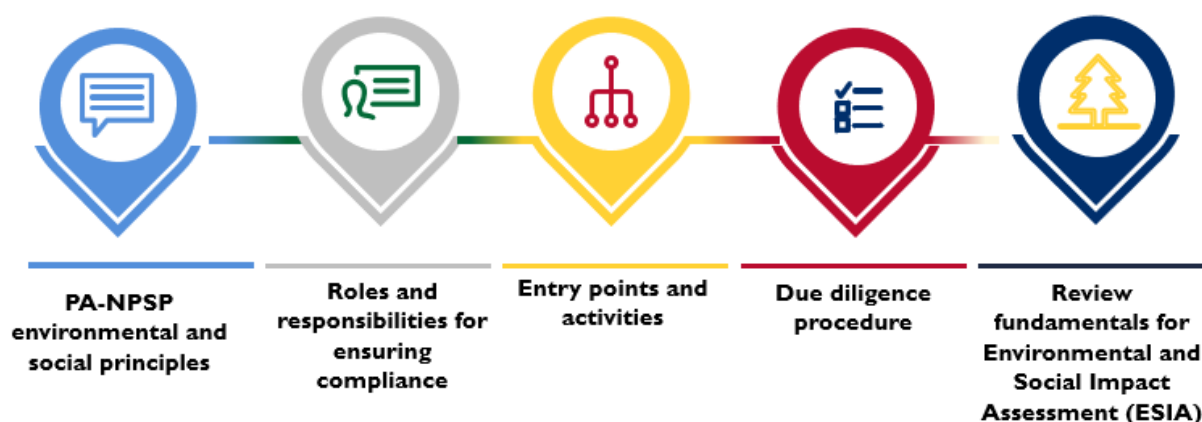 PA-NPSP
environmental and
social principles
Roles and
responsibilities for
ensuring
compliance
Entry points and
activities
Due diligence
procedure
Review
fundamentals for
Environmental and
Social Impact
Assessment (ESIA)